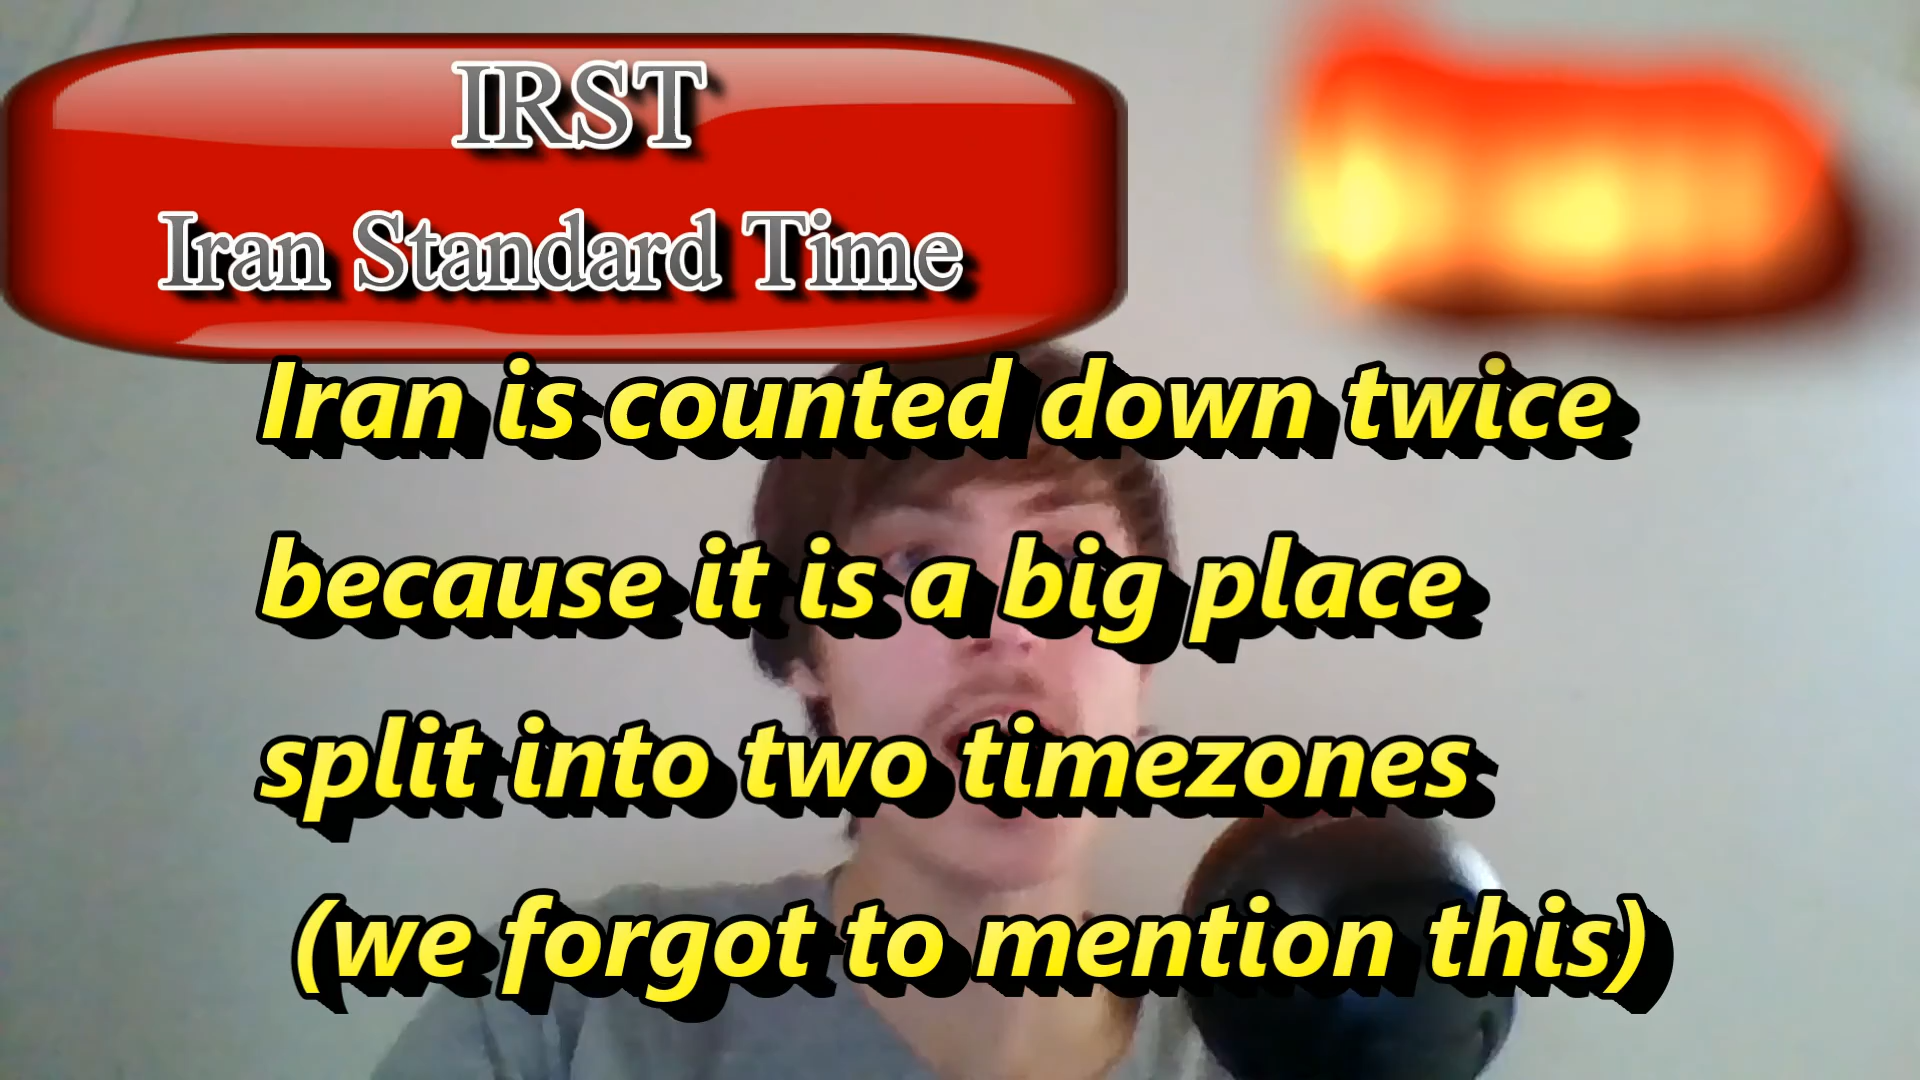 IRST
Iran Standard Time
Iran is counted down twice
because it is a big place
split into two timezones
(we forgot to mention this)